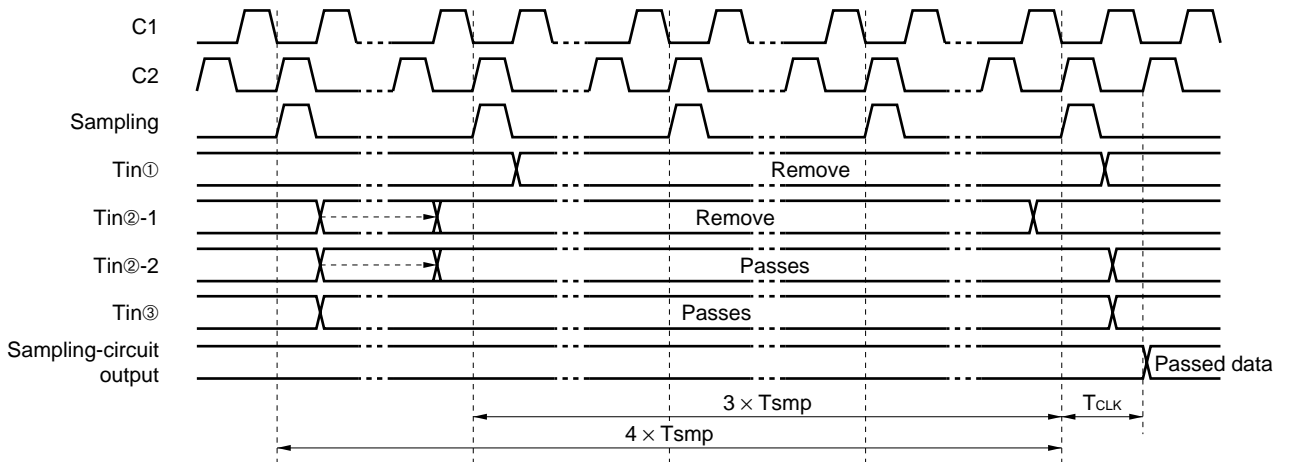 C1
C2
Sampling
Tin①
Remove
Tin②-1
Remove
Tin②-2
Passes
Tin③
Passes
Sampling-circuit
output
Passed data
3 × Tsmp
TCLK
4 × Tsmp